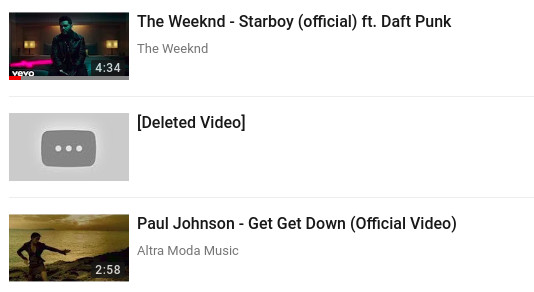 The Weeknd - Starboy (official) ft. Daft Punk
The Weeknd
vevo
4:34
[Deleted Video]
Paul Johnson - Get Get Down (Official Video)
Altra Moda Music
2:58